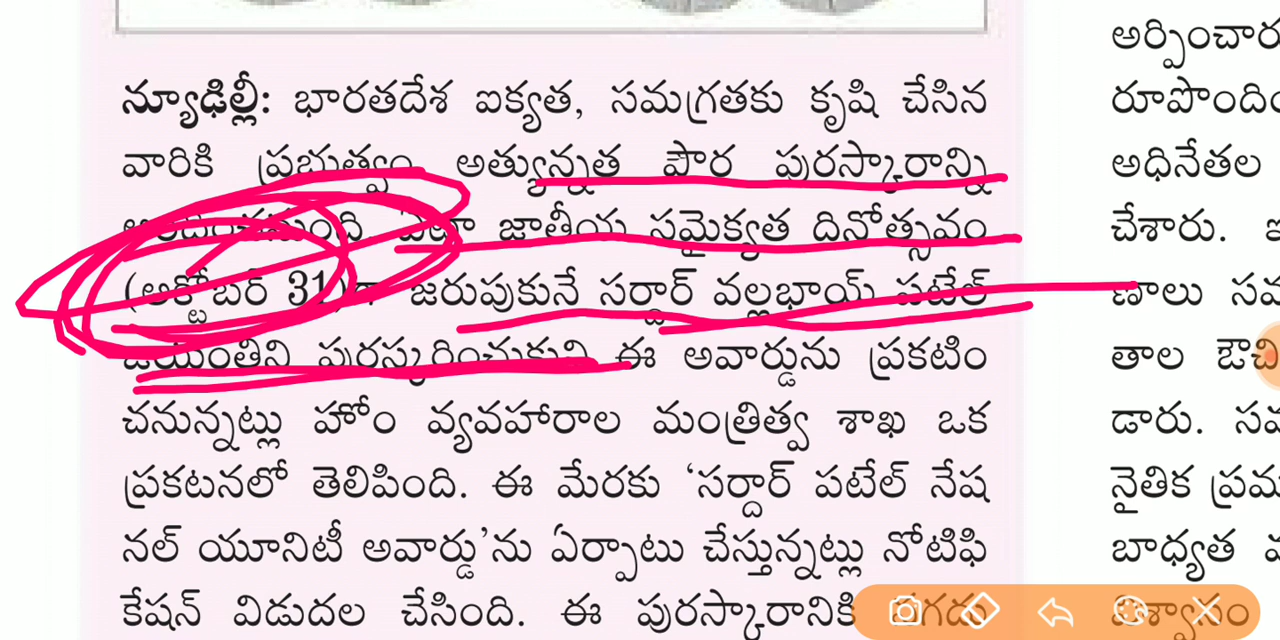 న్యూఢిల్లీ: భారతదేశ ఐక్యత, సమగ్రతకు కృషి చేసిన
వారికి ప్రభుత్వం అత్యున్నత పౌర పురస్కారాన్ని
అందించనుంది ఏటా జాతీయ సమైక్యత దినోత్సవం
(అక్టోబర్ 31)గా జరుపుకునే సర్దార్ వల్లభాయ్ పటేల్
జయంతిని పురస్కరించుకుని ఈ అవార్డును ప్రకటిం
చనున్నట్లు హోం వ్యవహారాల మంత్రిత్వ శాఖ ఒక
ప్రకటనలో తెలిపింది. ఈ మేరకు ‘సర్దార్ పటేల్ నేష
నల్ యూనిటీ అవార్డు’ను ఏర్పాటు చేస్తున్నట్లు నోటిఫి
కేషన్ విడుదల చేసింది. ఈ పురస్కారానికి
అర్పించారు
అధినేతల
చేశారు.
ణాలు
తాల
డారు.
నైతిక
బాధ్యత
విశ్వాసం